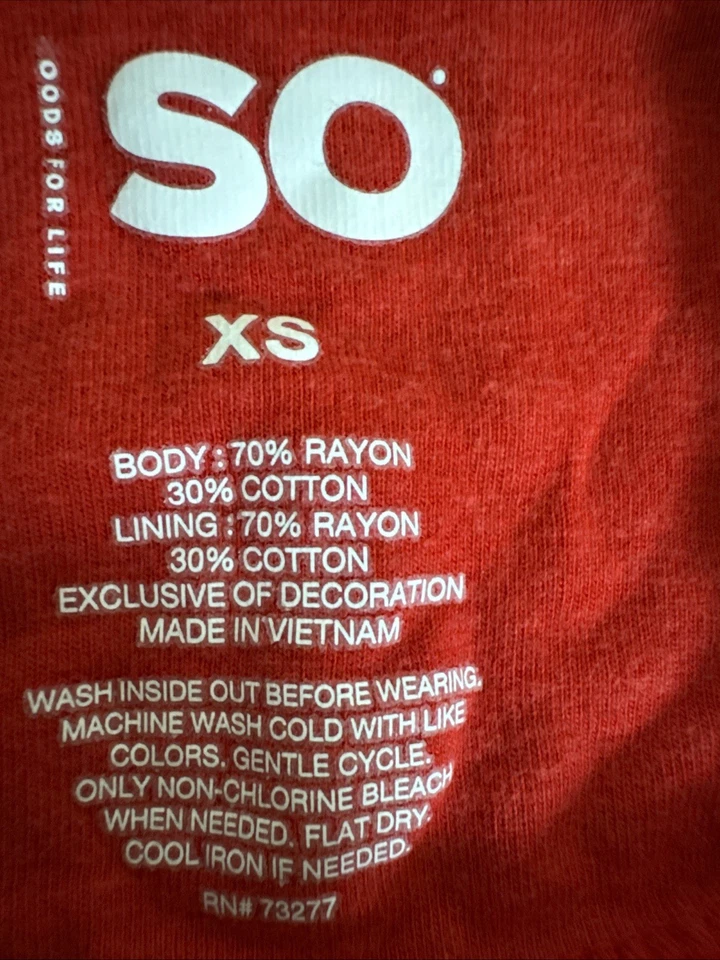 SO
OODS FOR LIFE
XS
BODY : 70% RAYON
30% COTTON
LINING : 70% RAYON
30% COTTON
EXCLUSIVE OF DECORATION
MADE IN VIETNAM
WASH INSIDE OUT BEFORE WEARING.
MACHINE WASH COLD WITH LIKE
COLORS. GENTLE CYCLE.
ONLY NON-CHLORINE BLEACH
WHEN NEEDED. FLAT DRY.
COOL IRON IF NEEDED.
RN# 73277